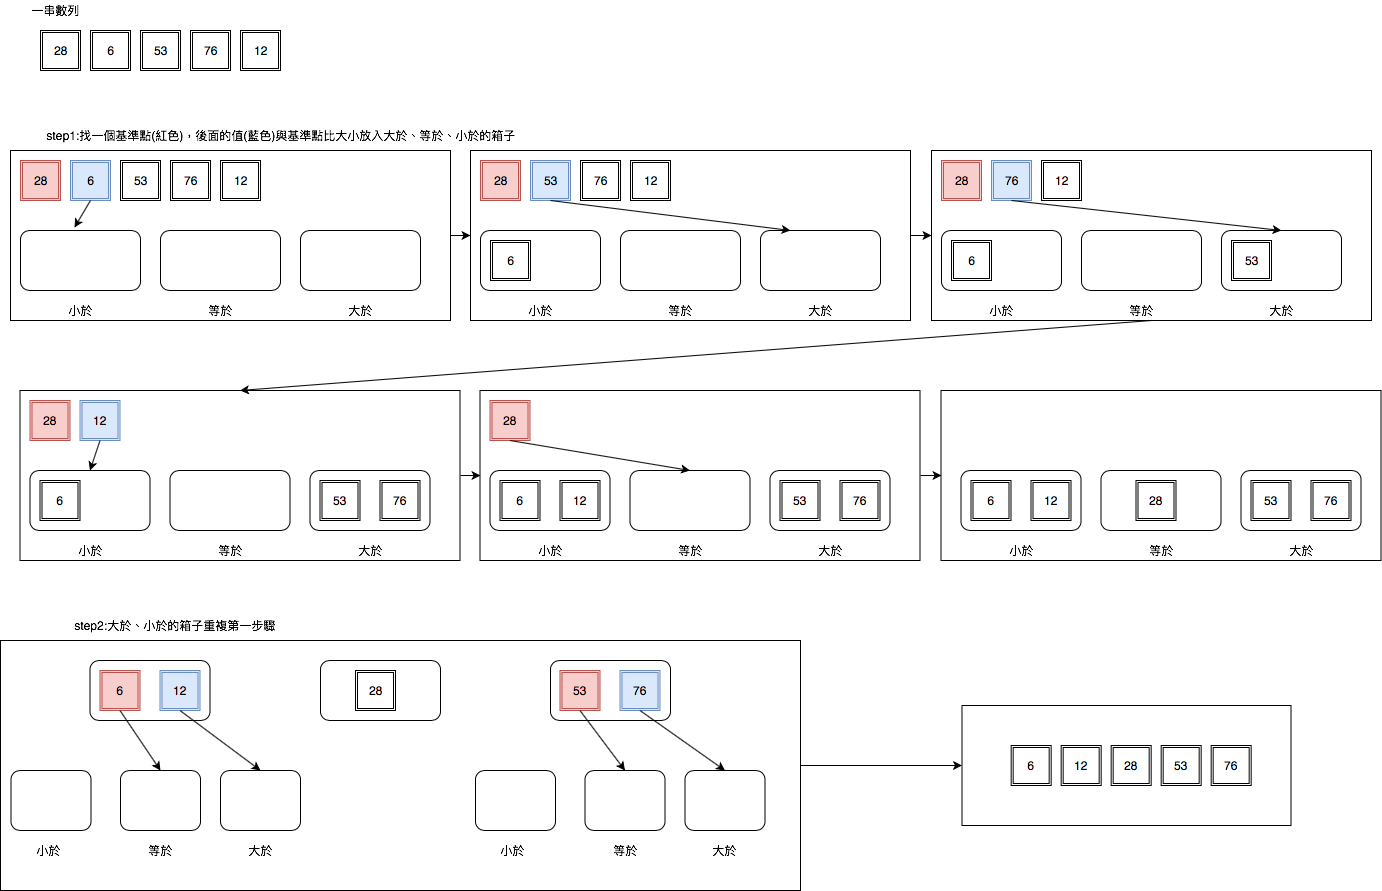 一串數列
28 6 53 76 12
step1:找一個基準點(紅色)，後面的值(藍色)與基準點比大小放入大於、等於、小於的箱子
28 6 53 76 12
小於 等於 大於
28 53 76 12
6
小於 等於 大於
28 76 12
6 53
小於 等於 大於
28 12
6 53 76
小於 等於 大於
28
6 12 53 76
小於 等於 大於
6 12 28 53 76
小於 等於 大於
step2:大於、小於的箱子重複第一步驟
6 12 28 53 76
小於 等於 大於 小於 等於 大於
6 12 28 53 76